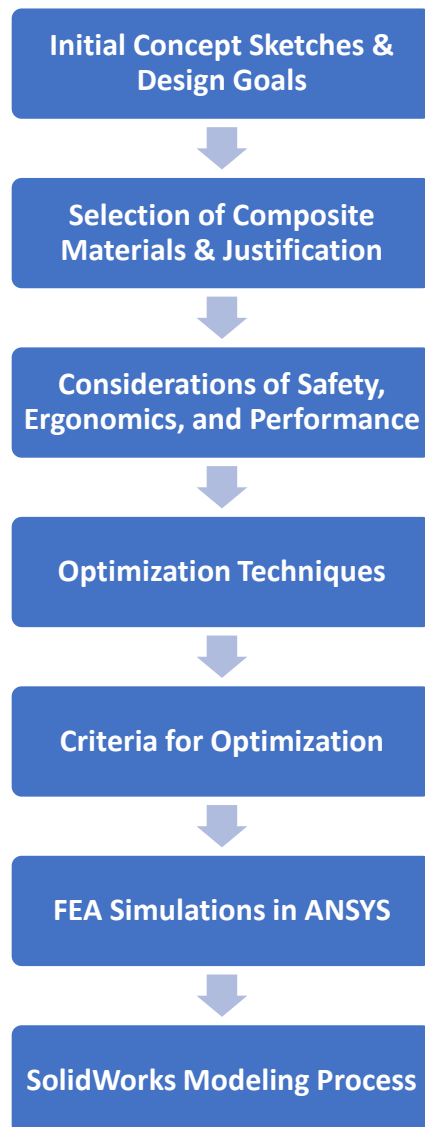 Initial Concept Sketches &
Design Goals
Selection of Composite
Materials & Justification
Considerations of Safety,
Ergonomics, and Performance
Optimization Techniques
Criteria for Optimization
FEA Simulations in ANSYS
SolidWorks Modeling Process